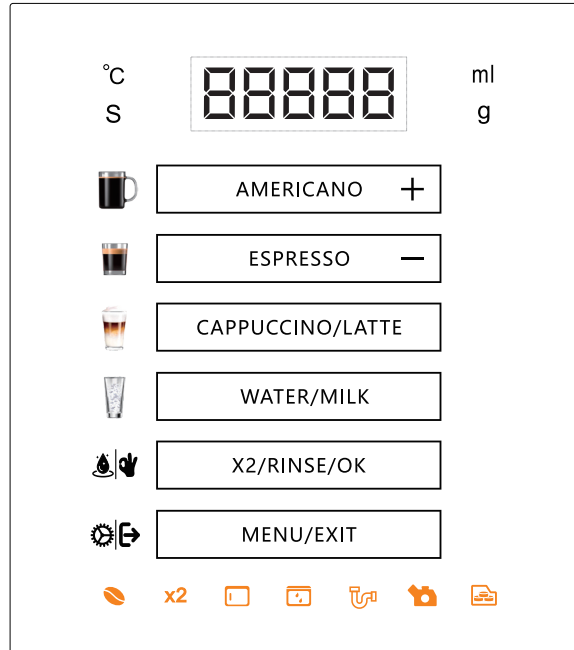 °C 88888 ml
S g
AMERICANO +
ESPRESSO —
CAPPUCCINO/LATTE
WATER/MILK
X2/RINSE/OK
MENU/EXIT
x2